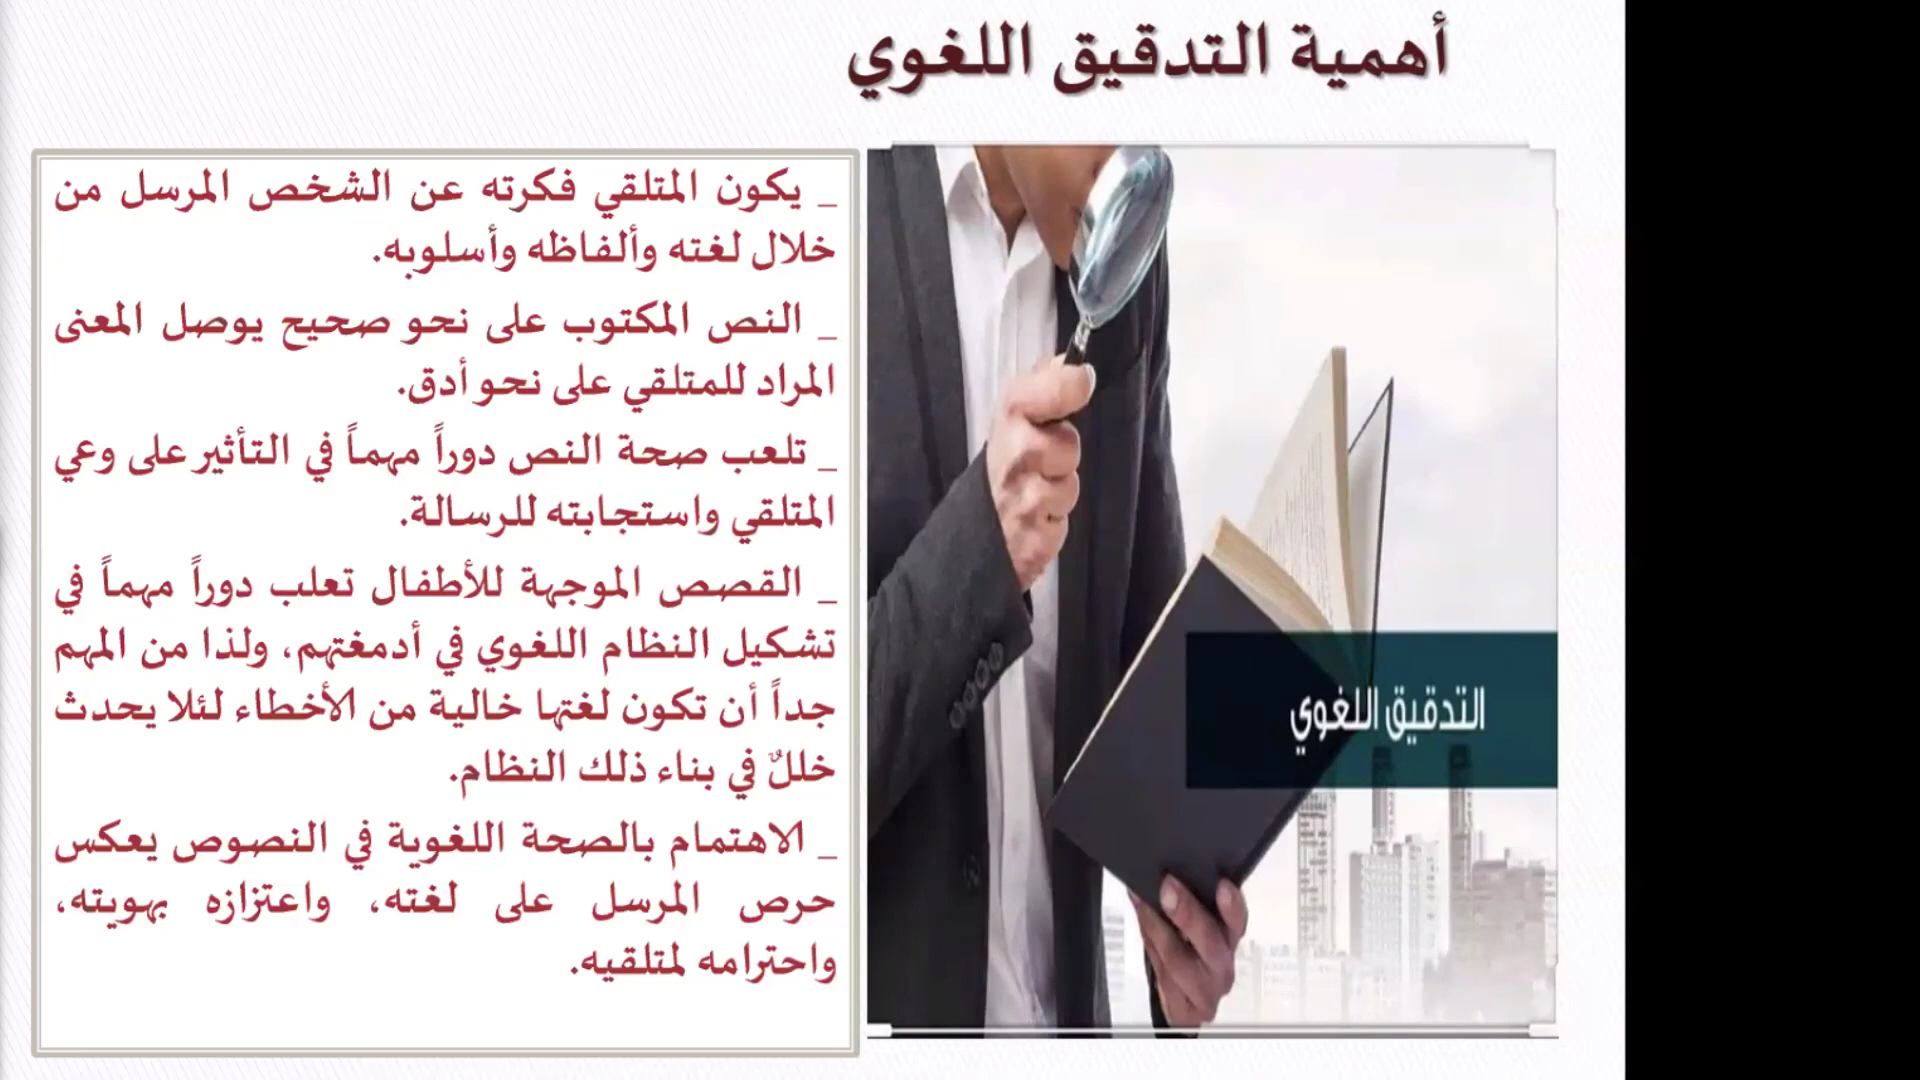 أهمية التدقيق اللغوي
_ يكون المتلقي فكرته عن الشخص المرسل من
خلال لغته وألفاظه وأسلوبه.
_ النص المكتوب على نحو صحيح يوصل المعنى
المراد للمتلقي على نحو أدق.
_ تلعب صحة النص دوراً مهماً في التأثير على وعي
المتلقي واستجابته للرسالة.
_ القصص الموجهة للأطفال تعلب دوراً مهماً في
تشكيل النظام اللغوي في أدمغتهم، ولذا من المهم
جداً أن تكون لغتها خالية من الأخطاء لئلا يحدث
خللٌ في بناء ذلك النظام.
_ الاهتمام بالصحة اللغوية في النصوص يعكس
حرص المرسل على لغته، واعتزازه بهويته،
واحترامه لمتلقيه.
التدقيق اللغوي